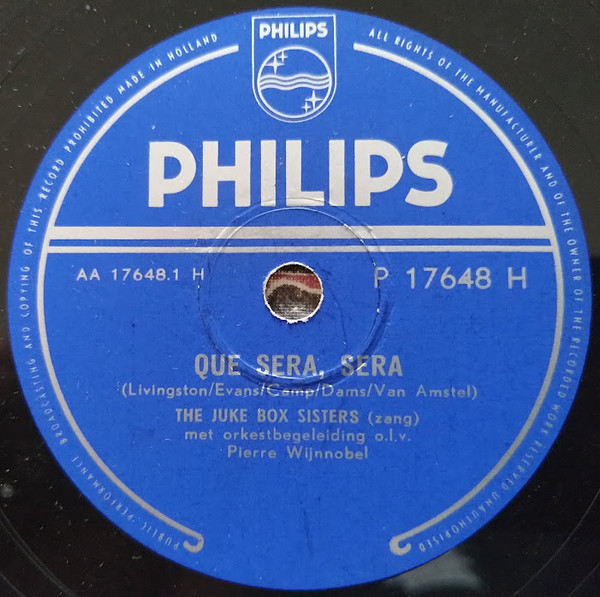 PHILIPS
MADE IN HOLLAND
ALL RIGHTS OF THE MANUFACTURER AND OF THE OWNER OF THE RECORDED WORK RESERVED UNAUTHORISED
PUBLIC PERFORMANCE BROADCASTING AND COPYING OF THIS RECORD PROHIBITED
PHILIPS
AA 17648.1 H
P 17648 H
QUE SERA, SERA
(Livingston/Evans/Camp/Dams/Van Amstel)
THE JUKE BOX SISTERS (zang)
met orkestbegeleiding o.l.v.
Pierre Wijnnobel